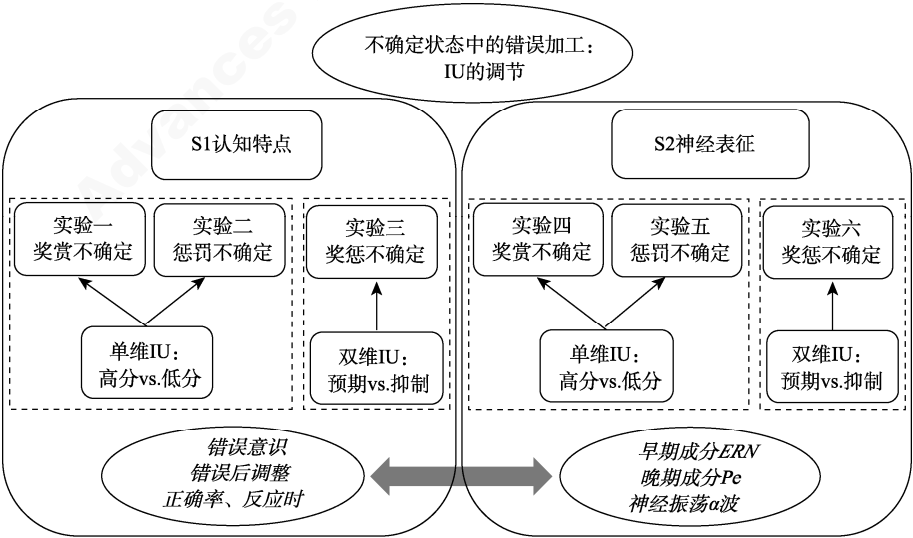 不确定状态中的错误加工：
IU的调节
S1认知特点
实验一
奖赏不确定
实验二
惩罚不确定
实验三
奖惩不确定
单维IU：
高分vs.低分
双维IU：
预期vs.抑制
错误意识
错误后调整
正确率、反应时
S2神经表征
实验四
奖赏不确定
实验五
惩罚不确定
实验六
奖惩不确定
单维IU：
高分vs.低分
双维IU：
预期vs.抑制
早期成分ERN
晚期成分Pe
神经振荡α波
Advances